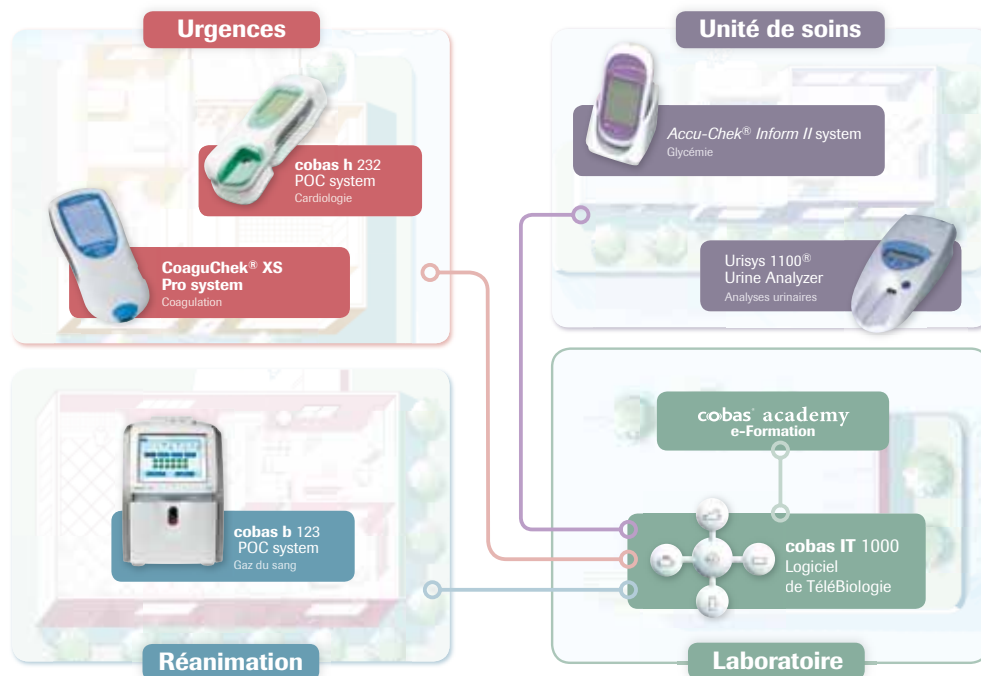 Urgences
cobas h 232
POC system
Cardiologie
CoaguChek® XS
Pro system
Coagulation
Unité de soins
Accu-Chek® Inform II system
Glycémie
Urisys 1100®
Urine Analyzer
Analyses urinaires
cobas b 123
POC system
Gaz du sang
Réanimation
cobas® academy
e-Formation
cobas IT 1000
Logiciel
de TéléBiologie
Laboratoire